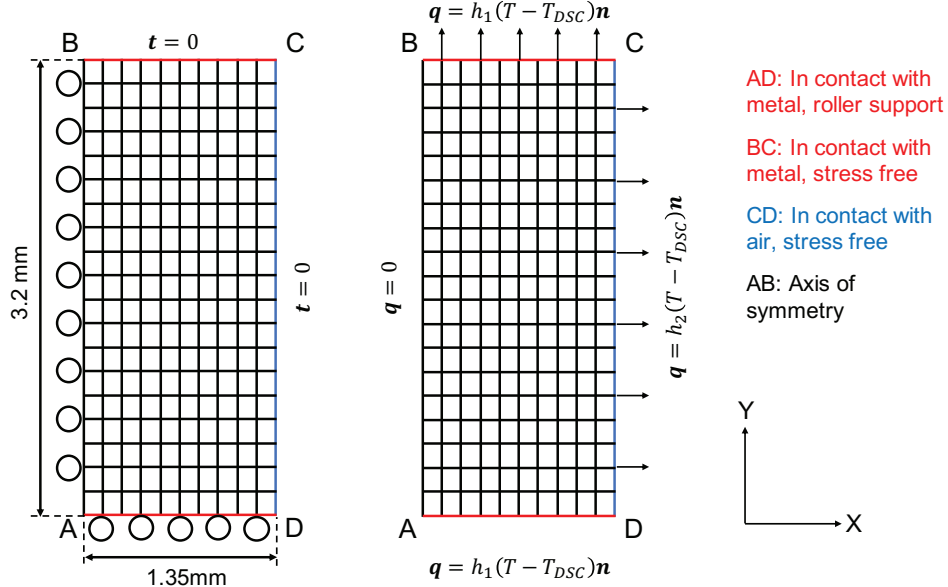 B
t = 0
C
3.2 mm
t = 0
A
D
1.35mm
q = h₁(T − T_DSC)n
B
C
q = 0
q = h₂(T − T_DSC)n
A
D
q = h₁(T − T_DSC)n
AD: In contact with
metal, roller support
BC: In contact with
metal, stress free
CD: In contact with
air, stress free
AB: Axis of
symmetry
Y
X